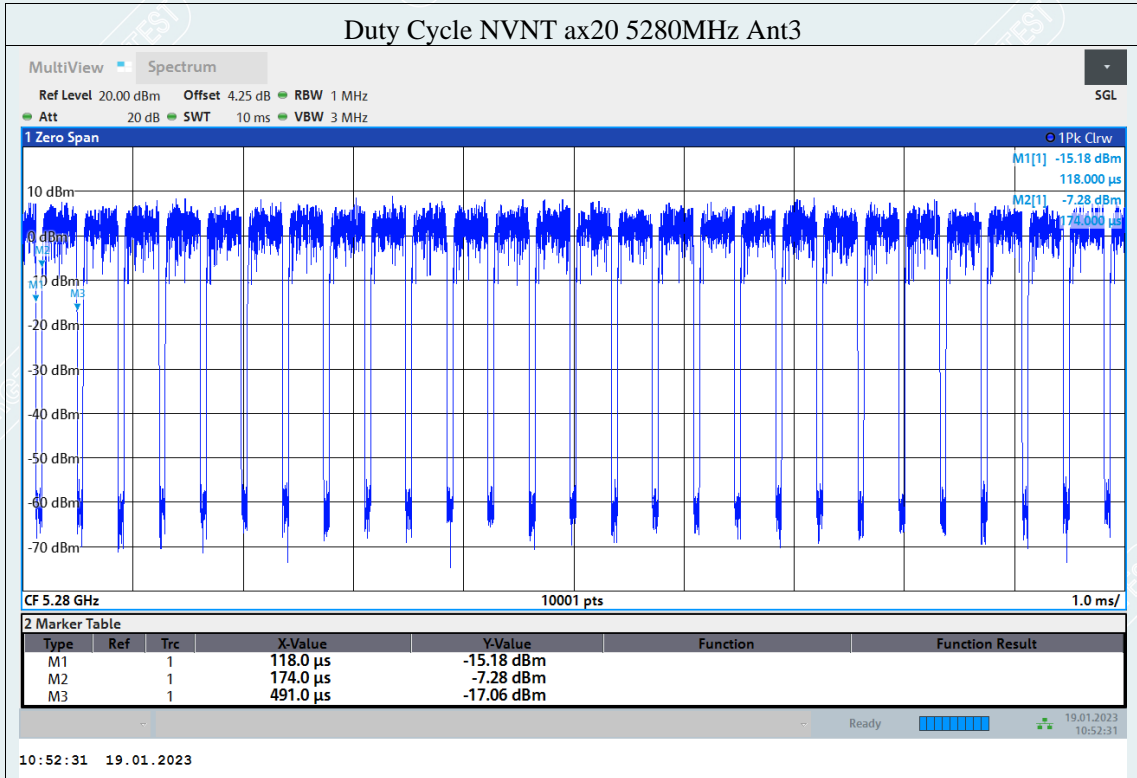 Duty Cycle NVNT ax20 5280MHz Ant3
MultiView Spectrum
Ref Level 20.00 dBm Offset 4.25 dB RBW 1 MHz SGL
Att 20 dB SWT 10 ms VBW 3 MHz
1 Zero Span 1Pk Clrw
M1[1] -15.18 dBm
118.000 µs
10 dBm
M2[1] -7.28 dBm
174.000 µs
0 dBm
M2
-10 dBm
M1
M3
-20 dBm
-30 dBm
-40 dBm
-50 dBm
-60 dBm
-70 dBm
CF 5.28 GHz 10001 pts 1.0 ms/
2 Marker Table
Type Ref Trc X-Value Y-Value Function Function Result
M1 1 118.0 µs -15.18 dBm
M2 1 174.0 µs -7.28 dBm
M3 1 491.0 µs -17.06 dBm
Ready 19.01.2023
10:52:31
10:52:31 19.01.2023